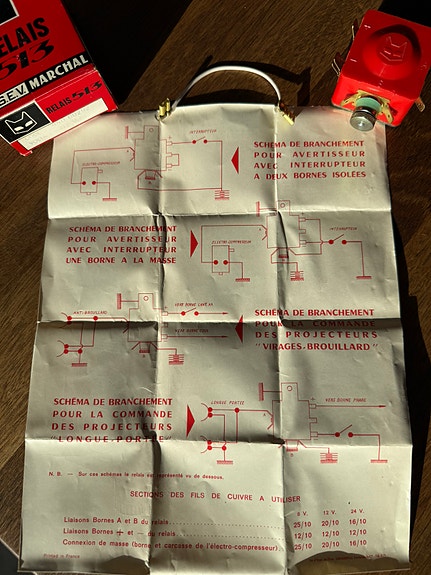 RELAIS
513
S.E.V. MARCHAL
RELAIS 513
INTERRUPTEUR
ELECTRO-COMPRESSEUR
SCHÉMA DE BRANCHEMENT
POUR AVERTISSEUR
AVEC INTERRUPTEUR
A DEUX BORNES ISOLÉES
SCHÉMA DE BRANCHEMENT
POUR AVERTISSEUR
AVEC INTERRUPTEUR
UNE BORNE A LA MASSE
ELECTRO-COMPRESSEUR
INTERRUPTEUR
ANTI-BROUILLARD
SCHÉMA DE BRANCHEMENT
POUR LA COMMANDE
DES PROJECTEURS
"VIRAGES-BROUILLARD"
SCHÉMA DE BRANCHEMENT
POUR LA COMMANDE
DES PROJECTEURS
"LONGUE-PORTÉE"
LONGUE PORTÉE
VERS BORNE PHARE
N. B. — Sur ces schémas le relais est représenté vu de dessous.
SECTIONS DES FILS DE CUIVRE A UTILISER
6 V. 12 V. 24 V.
Liaisons Bornes A et B du relais 25/10 20/10 16/10
Liaisons Bornes + et — du relais 12/10 12/10 12/10
Connexion de masse (borne et carcasse de l'électro-compresseur) 25/10 20/10 16/10
Printed in France